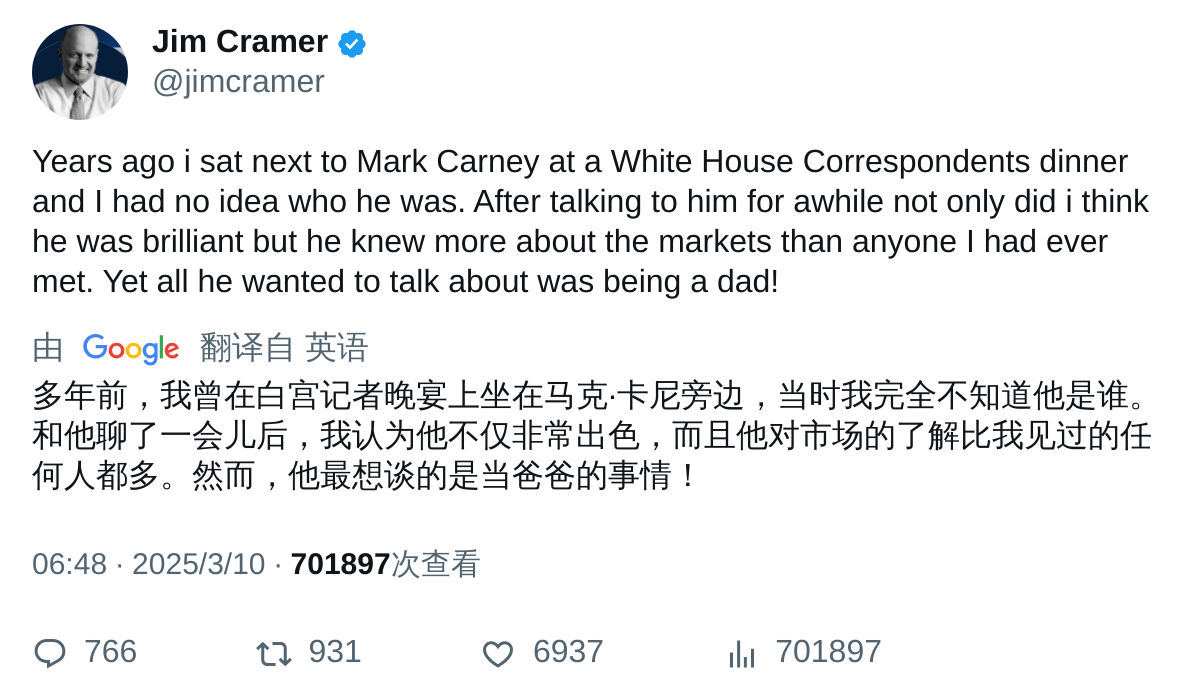 Jim Cramer
@jimcramer
Years ago i sat next to Mark Carney at a White House Correspondents dinner
and I had no idea who he was. After talking to him for awhile not only did i think
he was brilliant but he knew more about the markets than anyone I had ever
met. Yet all he wanted to talk about was being a dad!
由 Google 翻译自 英语
多年前，我曾在白宫记者晚宴上坐在马克·卡尼旁边，当时我完全不知道他是谁。
和他聊了一会儿后，我认为他不仅非常出色，而且他对市场的了解比我见过的任
何人都多。然而，他最想谈的是当爸爸的事情！
06:48 · 2025/3/10 · 701897次查看
766 931 6937 701897